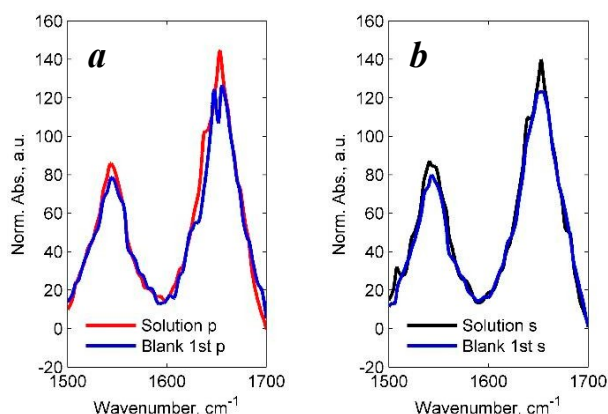 a
Norm. Abs., a.u.
160
140
120
100
80
60
40
20
0
-20
Solution p
Blank 1st p
1500
1600
1700
Wavenumber, cm⁻¹
b
Norm. Abs., a.u.
160
140
120
100
80
60
40
20
0
-20
Solution s
Blank 1st s
1500
1600
1700
Wavenumber, cm⁻¹